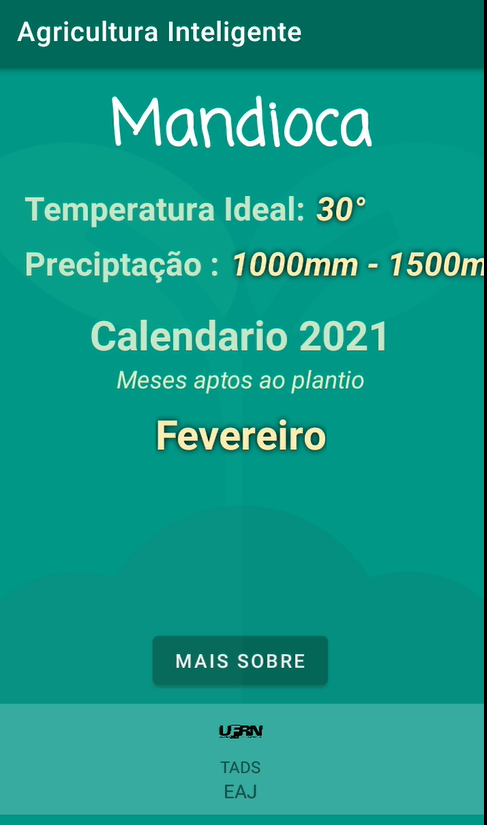 Agricultura Inteligente
Mandioca
Temperatura Ideal: 30°
Preciptação : 1000mm - 1500m
Calendario 2021
Meses aptos ao plantio
Fevereiro
MAIS SOBRE
UFRN
TADS
EAJ